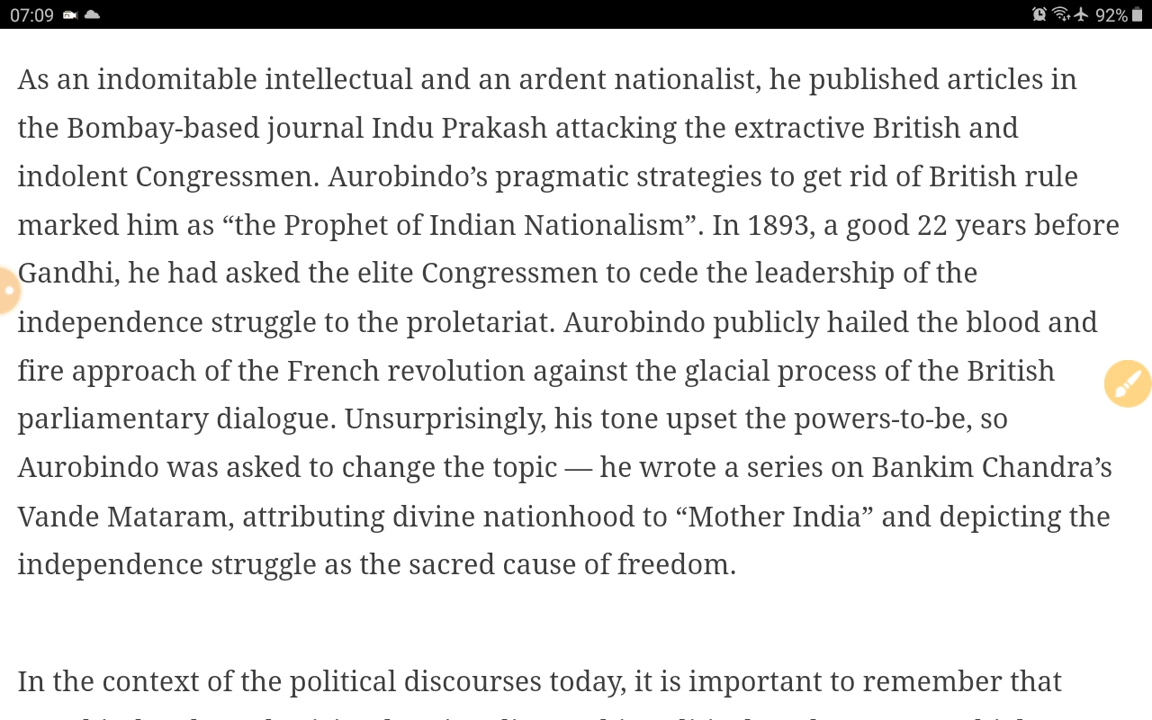 07:09
92%
As an indomitable intellectual and an ardent nationalist, he published articles in
the Bombay-based journal Indu Prakash attacking the extractive British and
indolent Congressmen. Aurobindo’s pragmatic strategies to get rid of British rule
marked him as “the Prophet of Indian Nationalism”. In 1893, a good 22 years before
Gandhi, he had asked the elite Congressmen to cede the leadership of the
independence struggle to the proletariat. Aurobindo publicly hailed the blood and
fire approach of the French revolution against the glacial process of the British
parliamentary dialogue. Unsurprisingly, his tone upset the powers-to-be, so
Aurobindo was asked to change the topic — he wrote a series on Bankim Chandra’s
Vande Mataram, attributing divine nationhood to “Mother India” and depicting the
independence struggle as the sacred cause of freedom.
In the context of the political discourses today, it is important to remember that